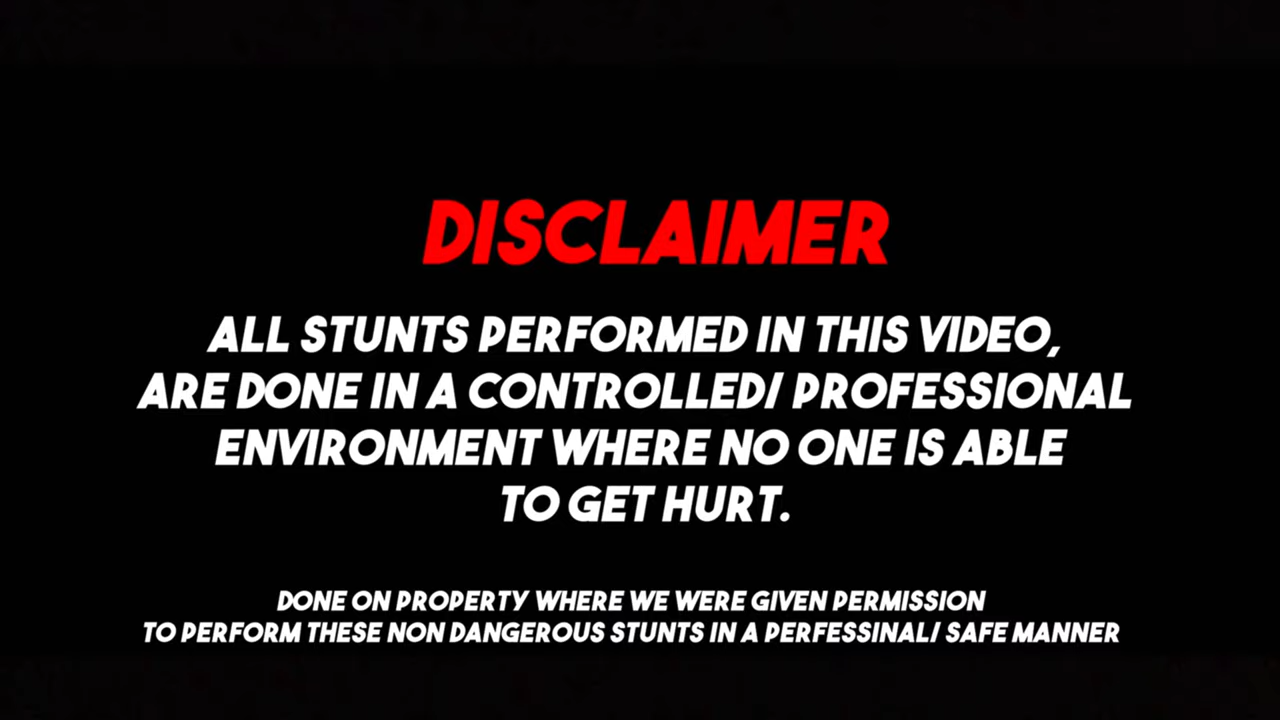 DISCLAIMER
ALL STUNTS PERFORMED IN THIS VIDEO,
ARE DONE IN A CONTROLLED/ PROFESSIONAL
ENVIRONMENT WHERE NO ONE IS ABLE
TO GET HURT.
DONE ON PROPERTY WHERE WE WERE GIVEN PERMISSION
TO PERFORM THESE NON DANGEROUS STUNTS IN A PERFESSINAL/ SAFE MANNER